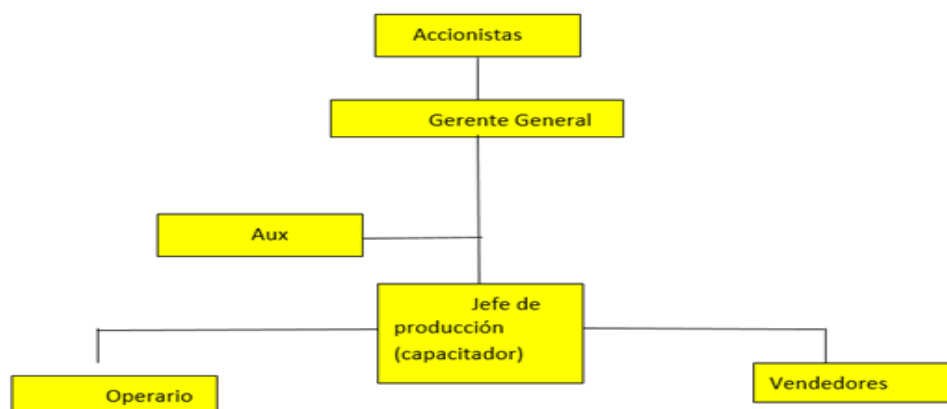 Accionistas
Gerente General
Aux
Jefe de
producción
(capacitador)
Operario
Vendedores